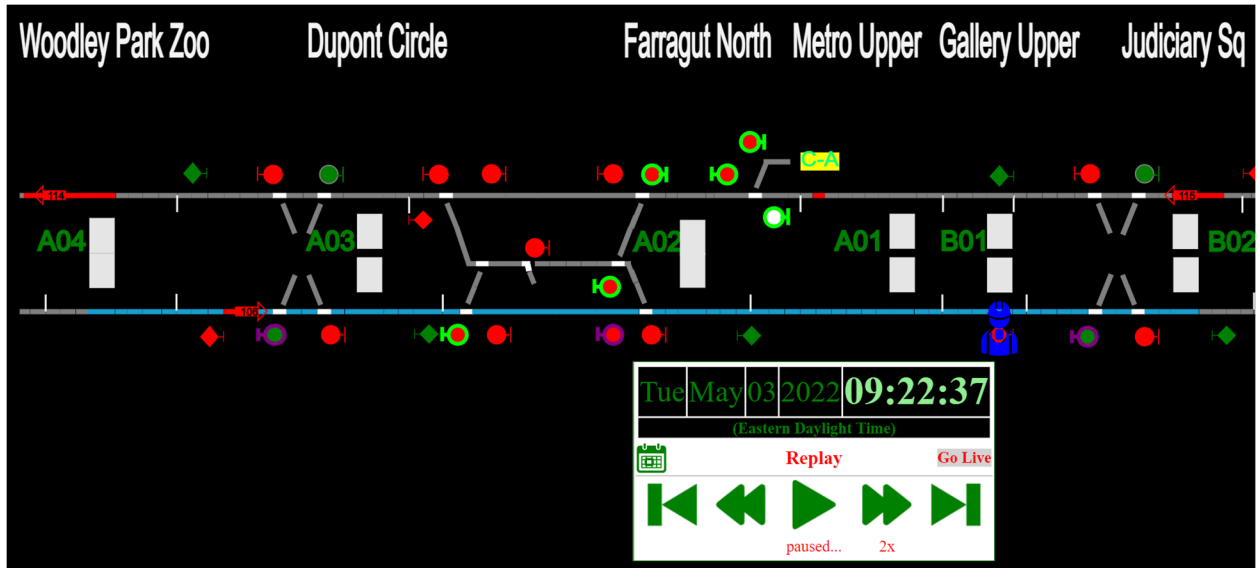 Woodley Park Zoo Dupont Circle Farragut North Metro Upper Gallery Upper Judiciary Sq
C-A
114 115
A04 A03 A02 A01 B01 B02
Tue May 03 2022 09:22:37
(Eastern Daylight Time)
Replay Go Live
paused... 2x